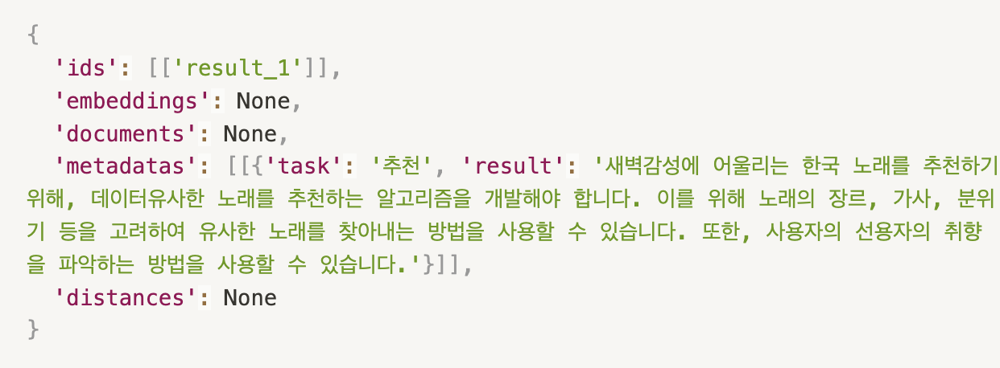 {
  'ids': [['result_1']],
  'embeddings': None,
  'documents': None,
  'metadatas': [[{'task': '추천', 'result': '새벽감성에 어울리는 한국 노래를 추천하기
위해, 데이터유사한 노래를 추천하는 알고리즘을 개발해야 합니다. 이를 위해 노래의 장르, 가사, 분위
기 등을 고려하여 유사한 노래를 찾아내는 방법을 사용할 수 있습니다. 또한, 사용자의 선용자의 취향
을 파악하는 방법을 사용할 수 있습니다.'}]],
  'distances': None
}